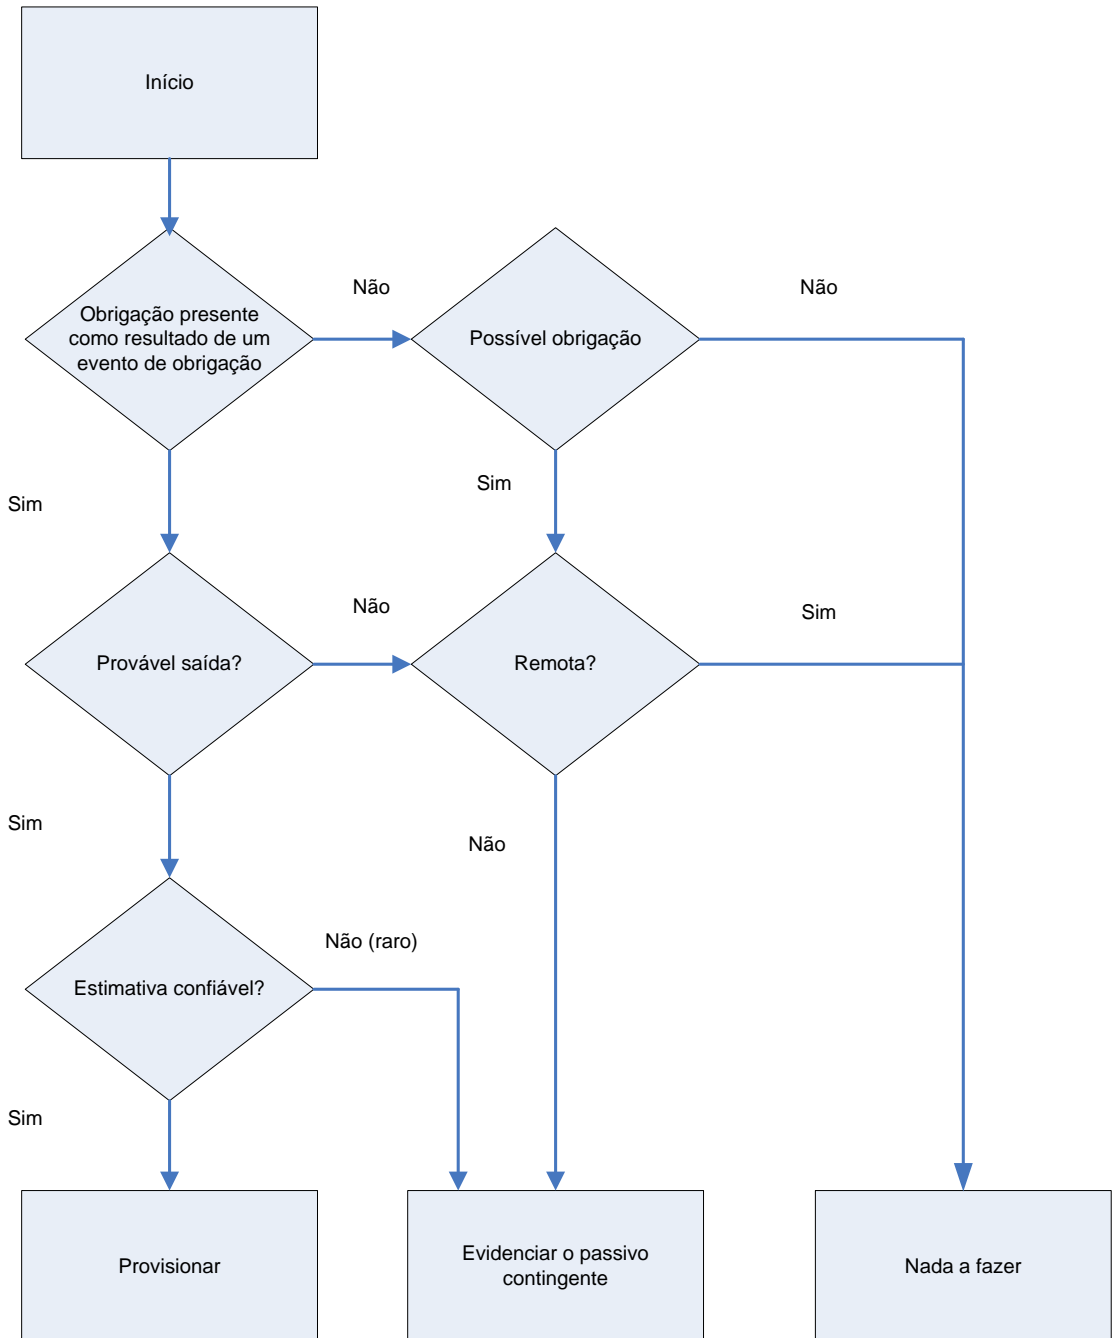 Início
Obrigação presente
como resultado de um
evento de obrigação
Não
Possível obrigação
Não
Sim
Sim
Provável saída?
Não
Remota?
Sim
Sim
Não
Estimativa confiável?
Não (raro)
Sim
Provisionar
Evidenciar o passivo
contingente
Nada a fazer